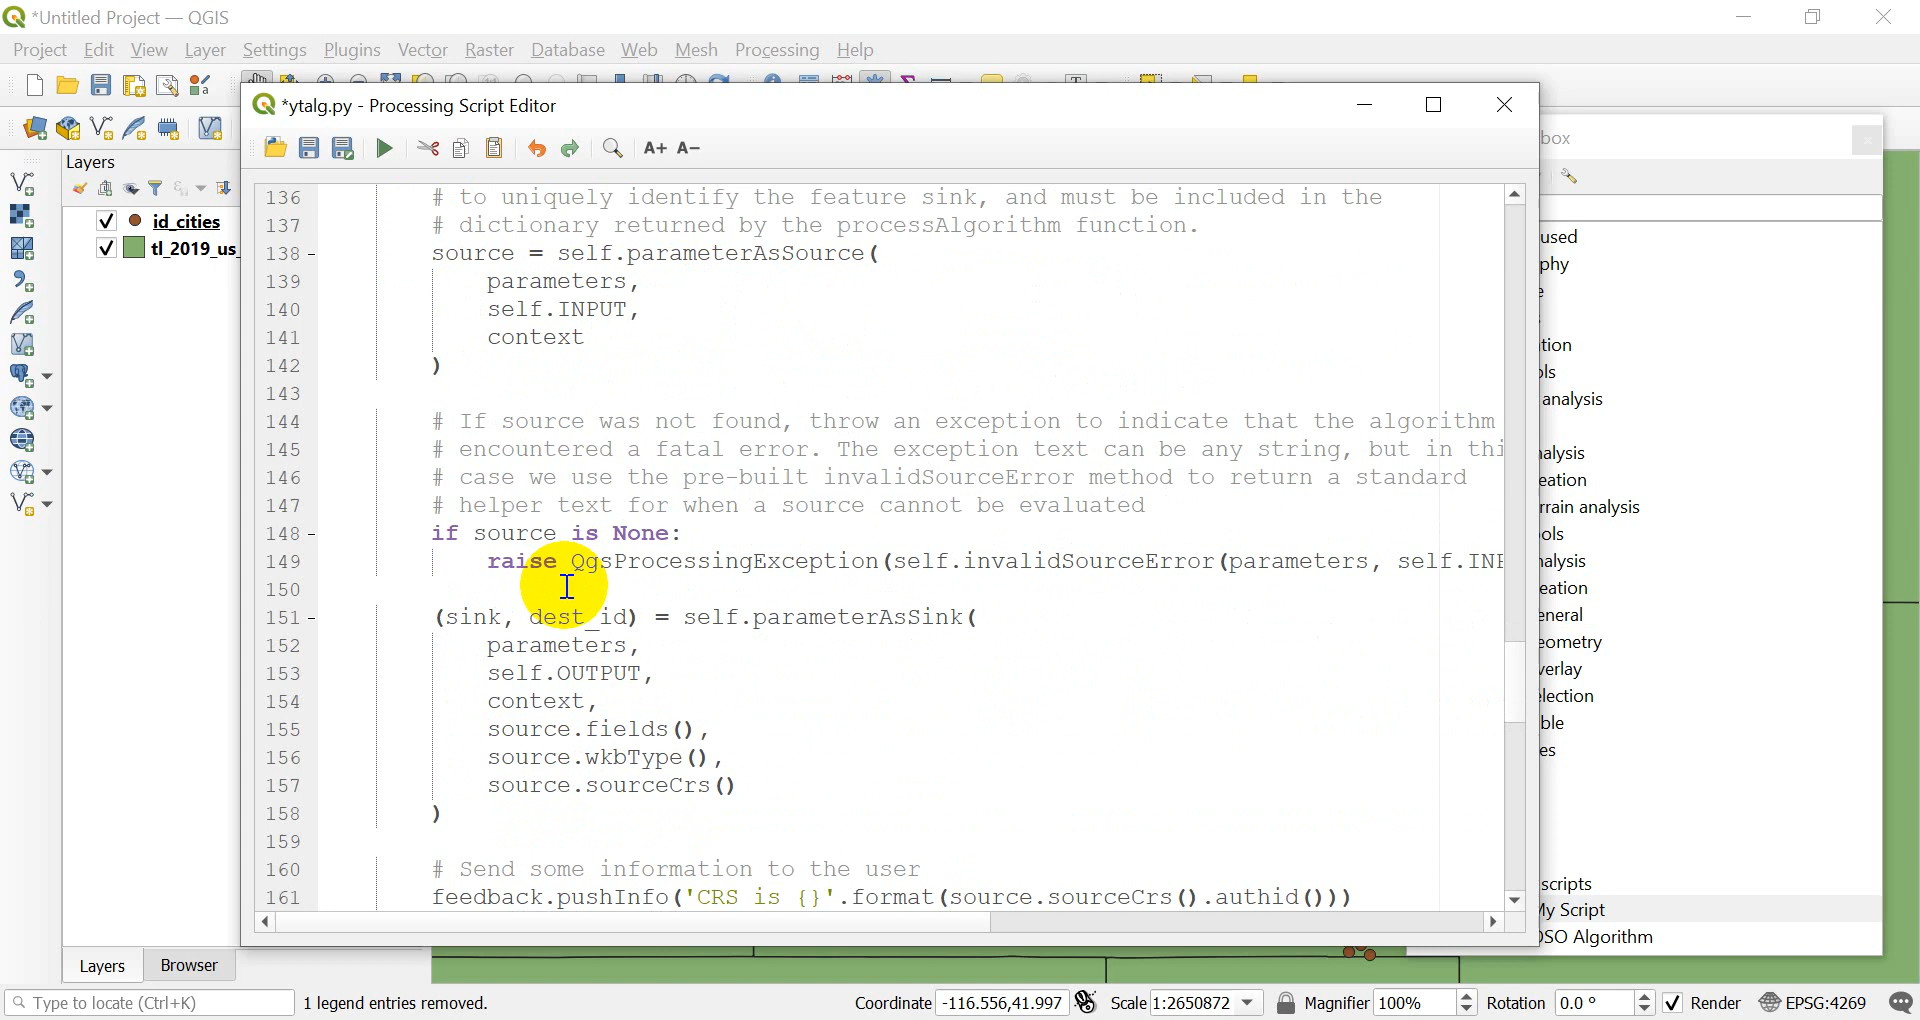 *Untitled Project — QGIS
Project Edit View Layer Settings Plugins Vector Raster Database Web Mesh Processing Help
*ytalg.py - Processing Script Editor
A+ A-
Layers
id_cities
tl_2019_us_
136 # to uniquely identify the feature sink, and must be included in the
137 # dictionary returned by the processAlgorithm function.
138 - source = self.parameterAsSource(
139 parameters,
140 self.INPUT,
141 context
142 )
143
144 # If source was not found, throw an exception to indicate that the algorithm
145 # encountered a fatal error. The exception text can be any string, but in thi
146 # case we use the pre-built invalidSourceError method to return a standard
147 # helper text for when a source cannot be evaluated
148 - if source is None:
149 raise QgsProcessingException(self.invalidSourceError(parameters, self.INP
150
151 - (sink, dest_id) = self.parameterAsSink(
152 parameters,
153 self.OUTPUT,
154 context,
155 source.fields(),
156 source.wkbType(),
157 source.sourceCrs()
158 )
159
160 # Send some information to the user
161 feedback.pushInfo('CRS is {}'.format(source.sourceCrs().authid()))
box
used
phy
e
tion
ols
analysis
nalysis
eation
rrain analysis
ols
nalysis
eation
eneral
eometry
verlay
lection
ble
es
scripts
My Script
OSO Algorithm
Layers Browser
Type to locate (Ctrl+K) 1 legend entries removed. Coordinate -116.556,41.997 Scale 1:2650872 Magnifier 100% Rotation 0.0 ° Render EPSG:4269